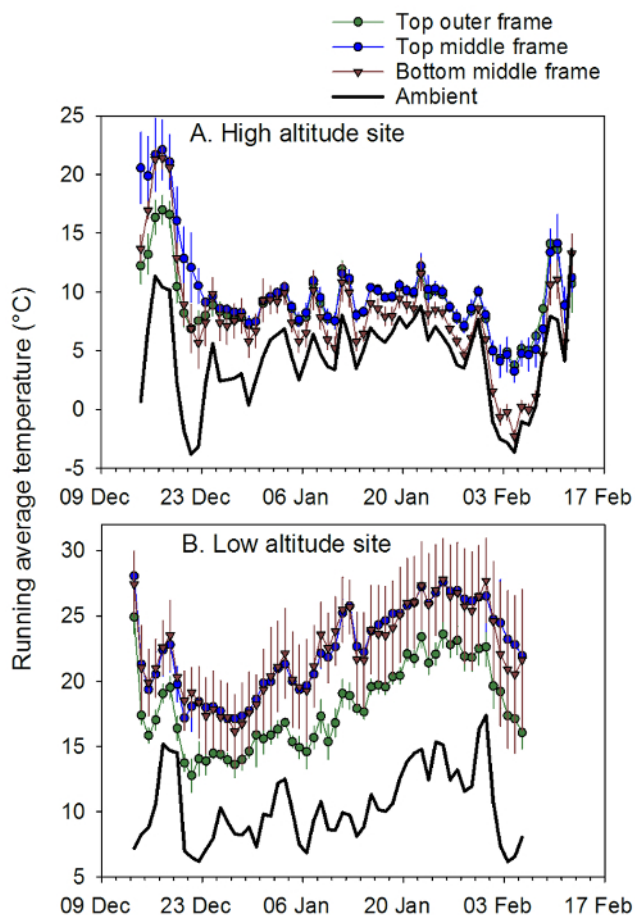 Top outer frame
Top middle frame
Bottom middle frame
Ambient
A. High altitude site
25
20
15
10
5
0
-5
09 Dec 23 Dec 06 Jan 20 Jan 03 Feb 17 Feb
Running average temperature (°C)
B. Low altitude site
30
25
20
15
10
5
09 Dec 23 Dec 06 Jan 20 Jan 03 Feb 17 Feb